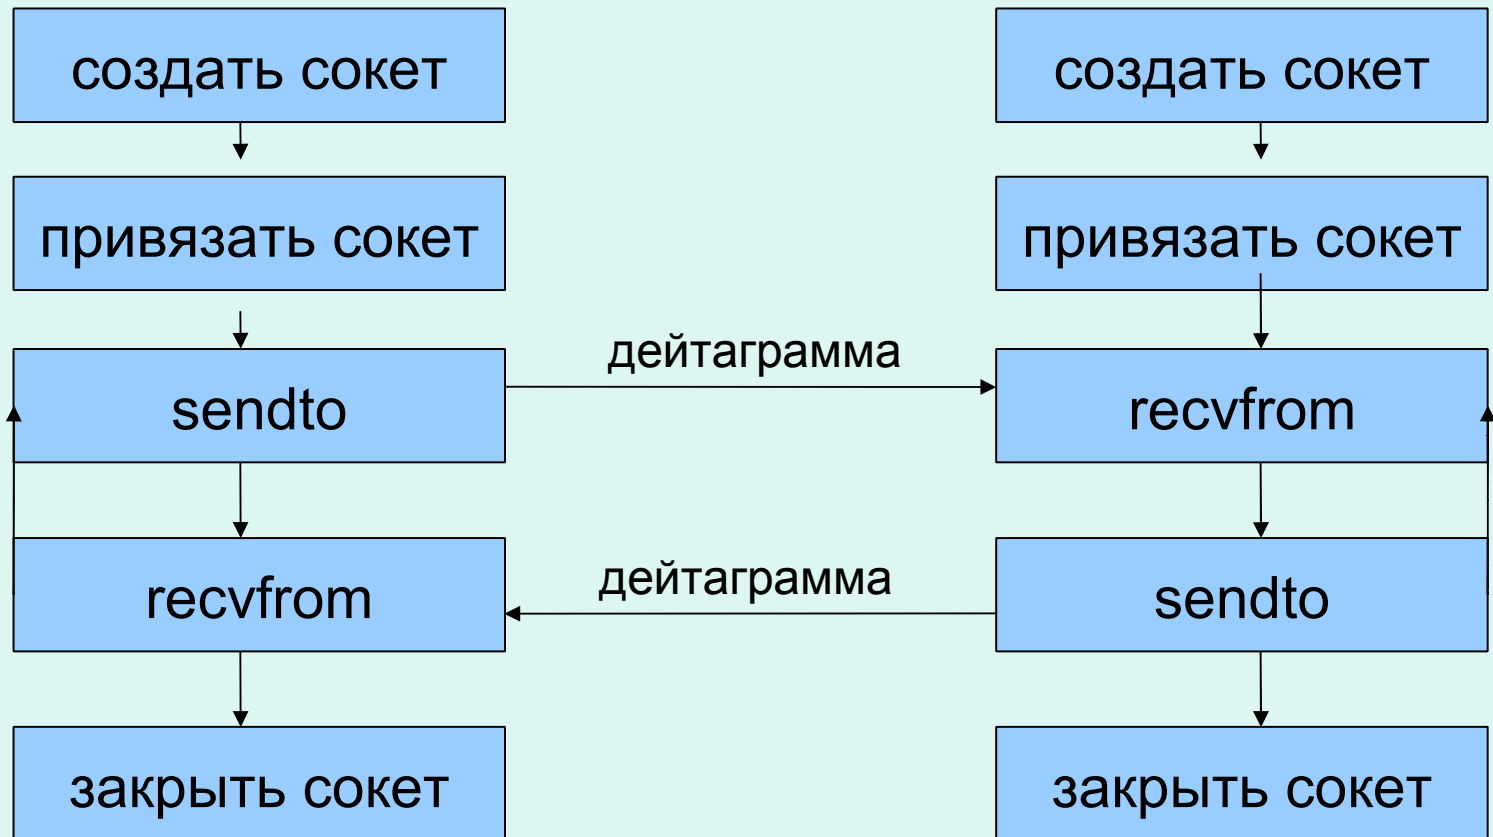 создать сокет
создать сокет
привязать сокет
привязать сокет
дейтаграмма
sendto
recvfrom
дейтаграмма
recvfrom
sendto
закрыть сокет
закрыть сокет